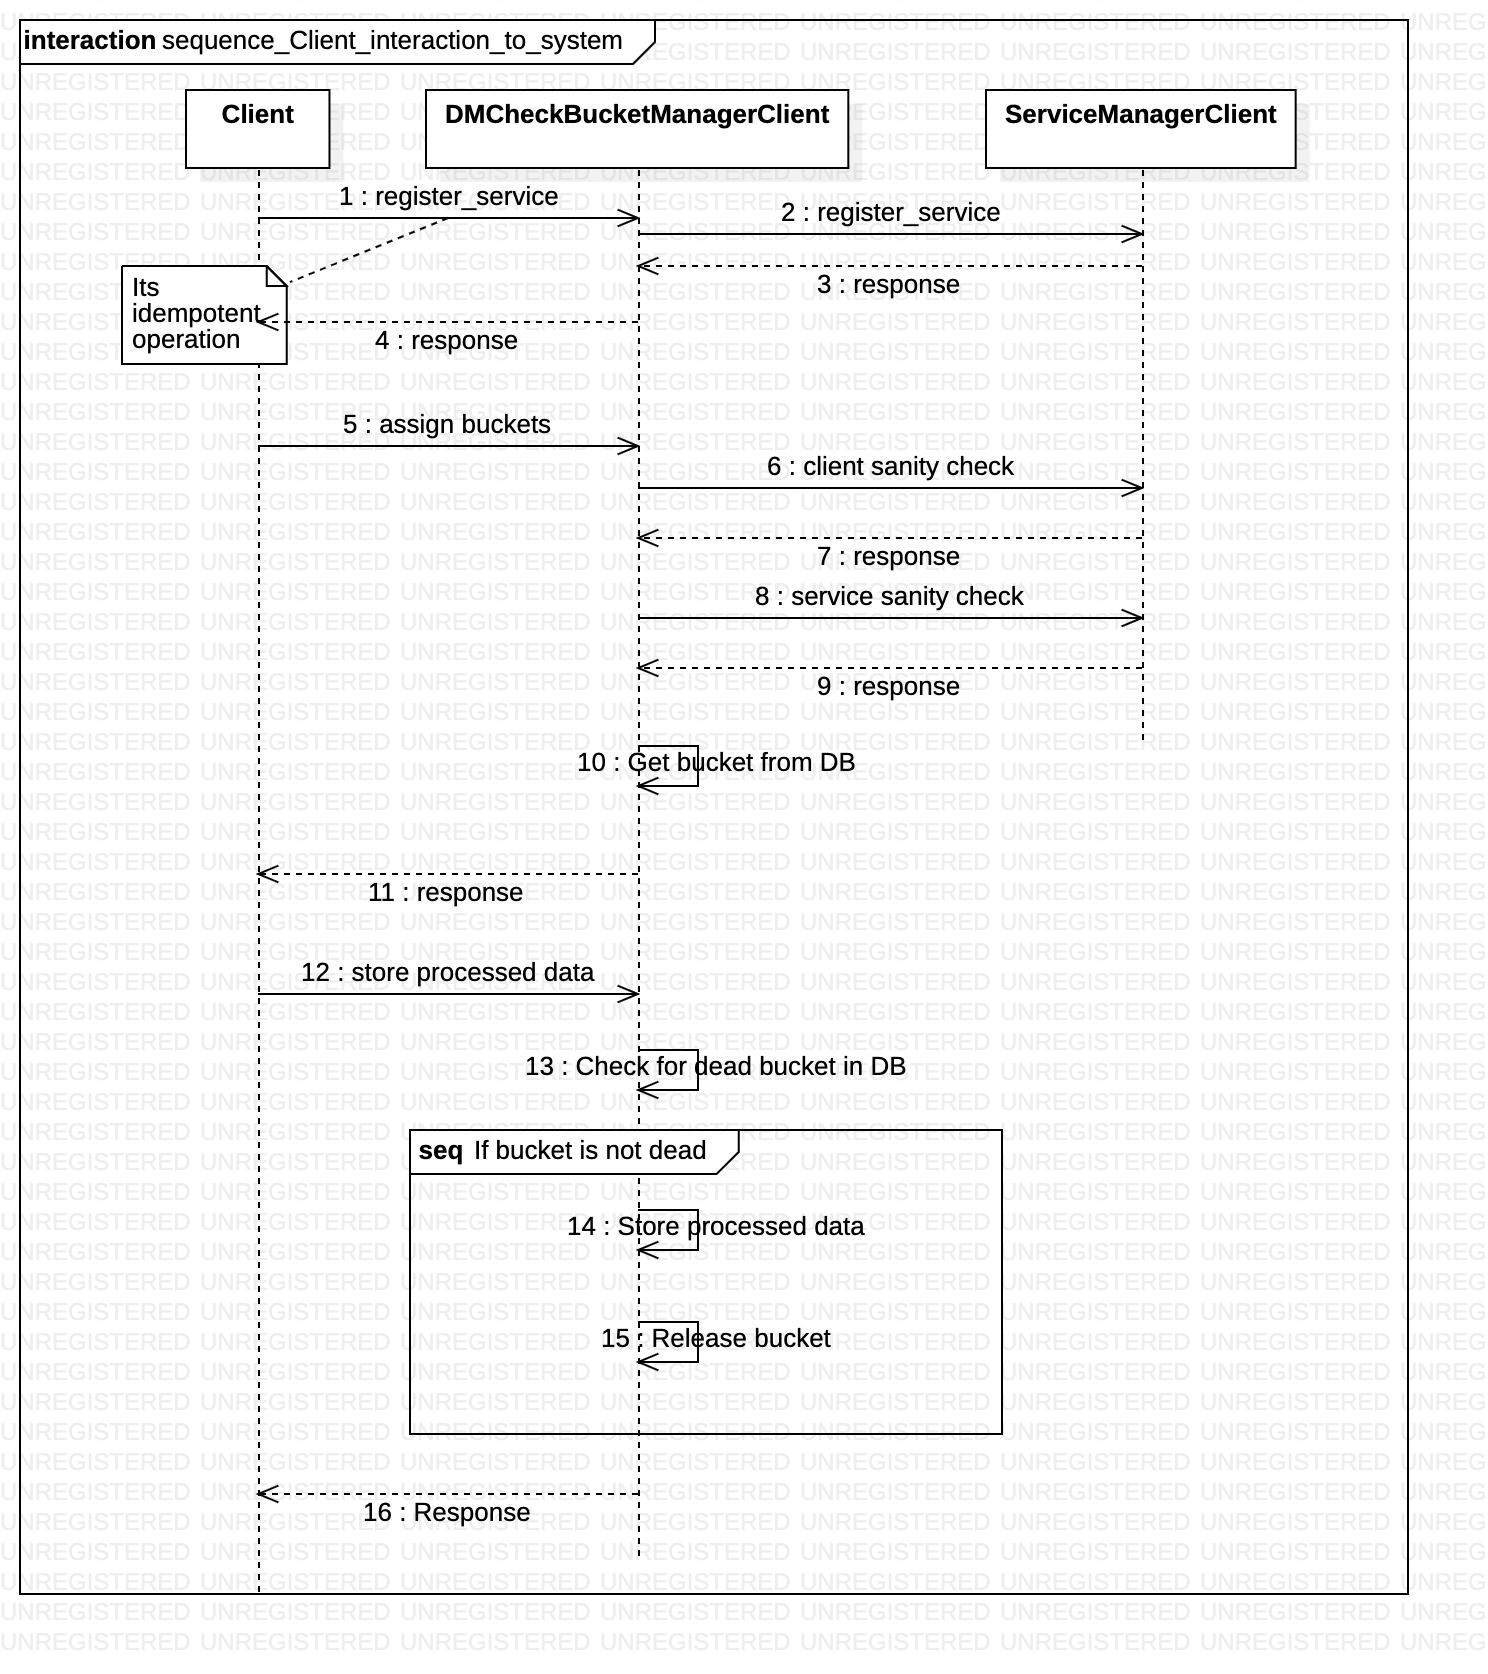 interaction sequence_Client_interaction_to_system
Client
DMCheckBucketManagerClient
ServiceManagerClient
1 : register_service
2 : register_service
3 : response
Its
idempotent
operation
4 : response
5 : assign buckets
6 : client sanity check
7 : response
8 : service sanity check
9 : response
10 : Get bucket from DB
11 : response
12 : store processed data
13 : Check for dead bucket in DB
seq If bucket is not dead
14 : Store processed data
15 : Release bucket
16 : Response
UNREGISTERED